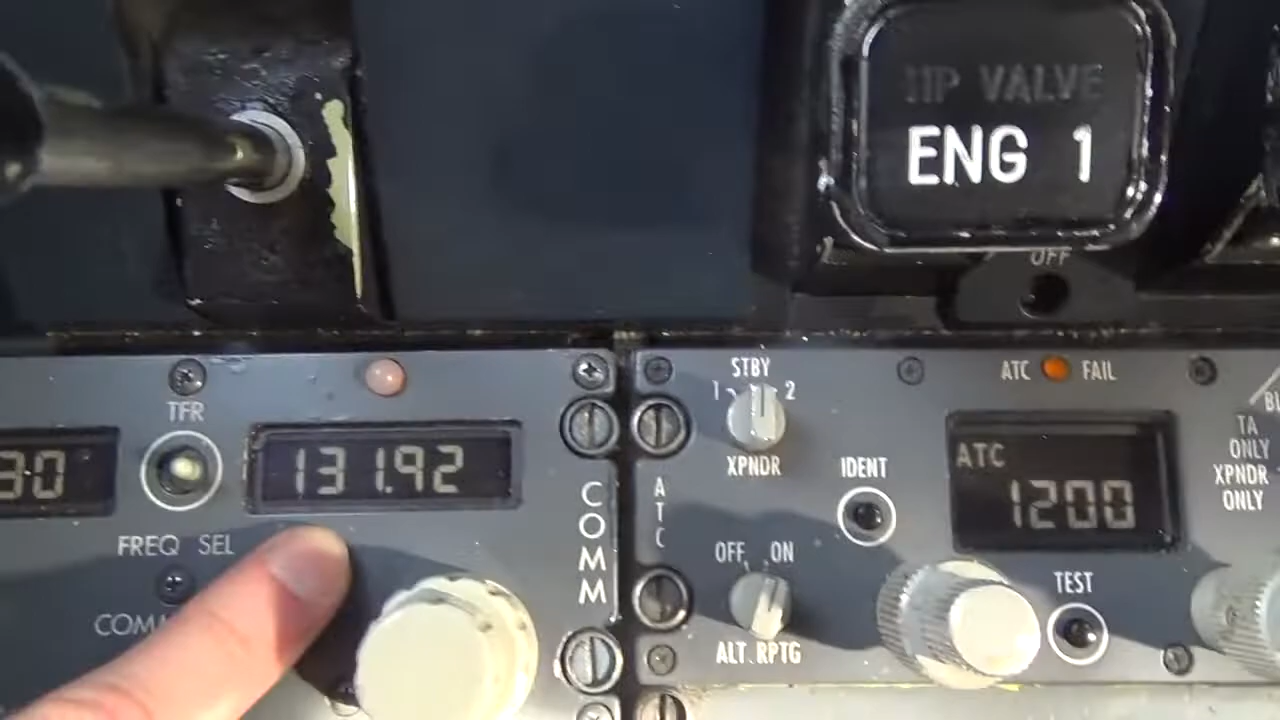 HP VALVE
ENG 1
OFF
TFR
30
131.92
FREQ SEL
COMM
COMM
STBY
1 2
XPNDR
ATC
OFF ON
ALT RPTG
IDENT
ATC FAIL
ATC
1200
TEST
TA
ONLY
XPNDR
ONLY